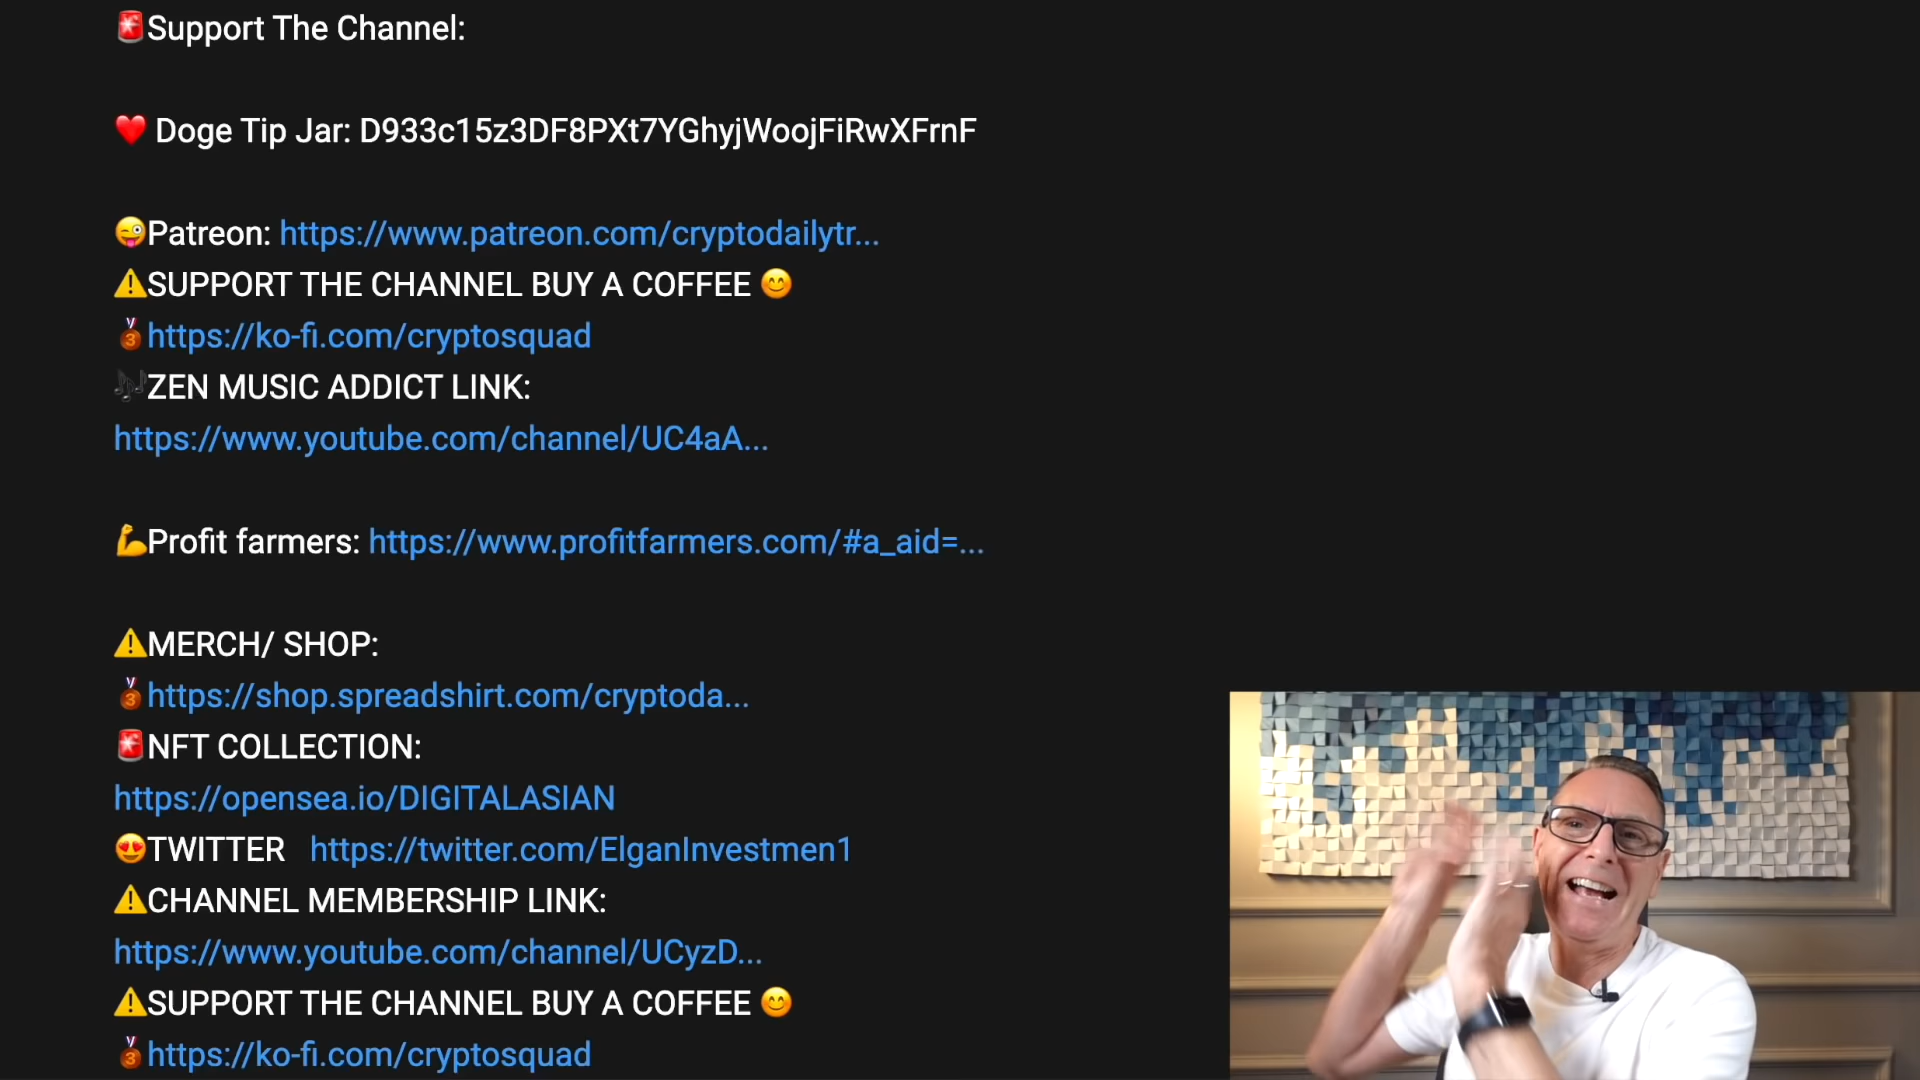 🚨Support The Channel:
❤️ Doge Tip Jar: D933c15z3DF8PXt7YGhyjWoojFiRwXFrnF
😜Patreon: https://www.patreon.com/cryptodailytr...
⚠️SUPPORT THE CHANNEL BUY A COFFEE 😊
🥉https://ko-fi.com/cryptosquad
🎶ZEN MUSIC ADDICT LINK:
https://www.youtube.com/channel/UC4aA...
💪Profit farmers: https://www.profitfarmers.com/#a_aid=...
⚠️MERCH/ SHOP:
🥉https://shop.spreadshirt.com/cryptoda...
🚨NFT COLLECTION:
https://opensea.io/DIGITALASIAN
😍TWITTER https://twitter.com/ElganInvestmen1
⚠️CHANNEL MEMBERSHIP LINK:
https://www.youtube.com/channel/UCyzD...
⚠️SUPPORT THE CHANNEL BUY A COFFEE 😊
🥉https://ko-fi.com/cryptosquad